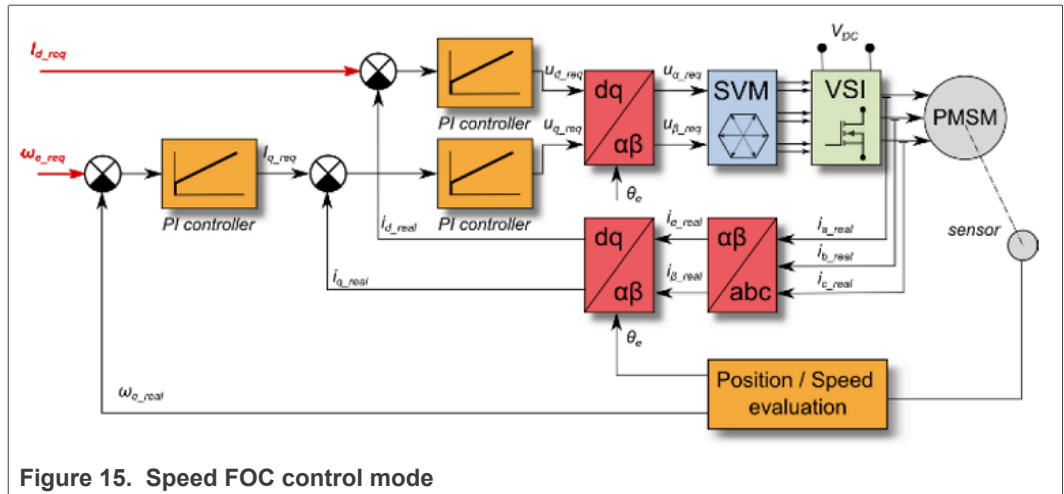 I_d_req
V_DC
u_d_req
u_α_req
dq
αβ
SVM
VSI
PMSM
PI controller
ω_e_req
I_q_req
u_q_req
u_β_req
PI controller
PI controller
θ_e
i_d_real
i_α_real
i_a_real
sensor
dq
αβ
αβ
abc
i_b_real
i_q_real
i_β_real
i_c_real
θ_e
ω_e_real
Position / Speed
evaluation
Figure 15. Speed FOC control mode